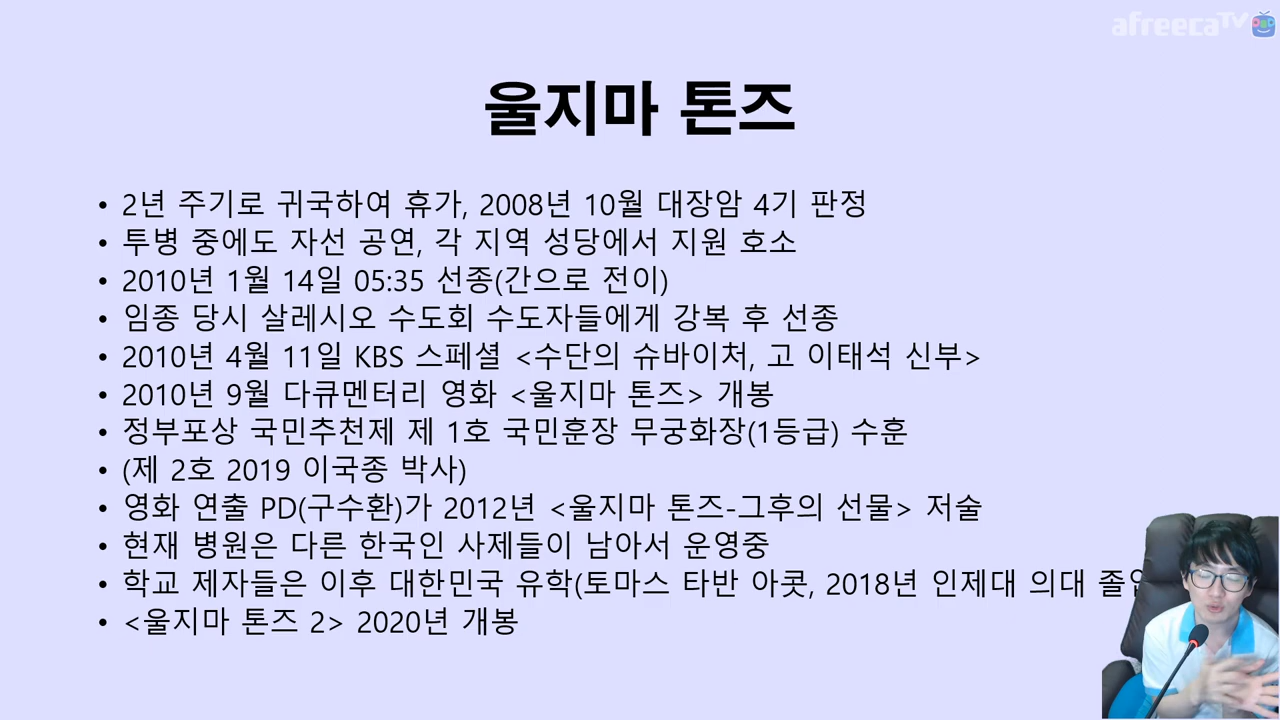 afreecaTV
울지마 톤즈
• 2년 주기로 귀국하여 휴가, 2008년 10월 대장암 4기 판정
• 투병 중에도 자선 공연, 각 지역 성당에서 지원 호소
• 2010년 1월 14일 05:35 선종(간으로 전이)
• 임종 당시 살레시오 수도회 수도자들에게 강복 후 선종
• 2010년 4월 11일 KBS 스페셜 <수단의 슈바이처, 고 이태석 신부>
• 2010년 9월 다큐멘터리 영화 <울지마 톤즈> 개봉
• 정부포상 국민추천제 제 1호 국민훈장 무궁화장(1등급) 수훈
• (제 2호 2019 이국종 박사)
• 영화 연출 PD(구수환)가 2012년 <울지마 톤즈-그후의 선물> 저술
• 현재 병원은 다른 한국인 사제들이 남아서 운영중
• 학교 제자들은 이후 대한민국 유학(토마스 타반 아콧, 2018년 인제대 의대
• <울지마 톤즈 2> 2020년 개봉